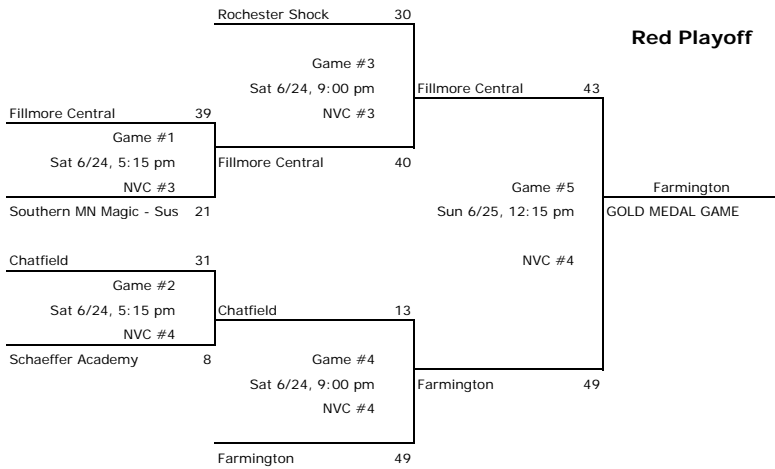 Rochester Shock 30
Red Playoff
Game #3
Sat 6/24, 9:00 pm
Fillmore Central 43
Fillmore Central 39
NVC #3
Game #1
Sat 6/24, 5:15 pm
Fillmore Central 40
NVC #3
Game #5
Farmington
Southern MN Magic - Sus 21
Sun 6/25, 12:15 pm
GOLD MEDAL GAME
Chatfield 31
NVC #4
Game #2
Sat 6/24, 5:15 pm
Chatfield 13
NVC #4
Schaeffer Academy 8
Game #4
Sat 6/24, 9:00 pm
Farmington 49
NVC #4
Farmington 49